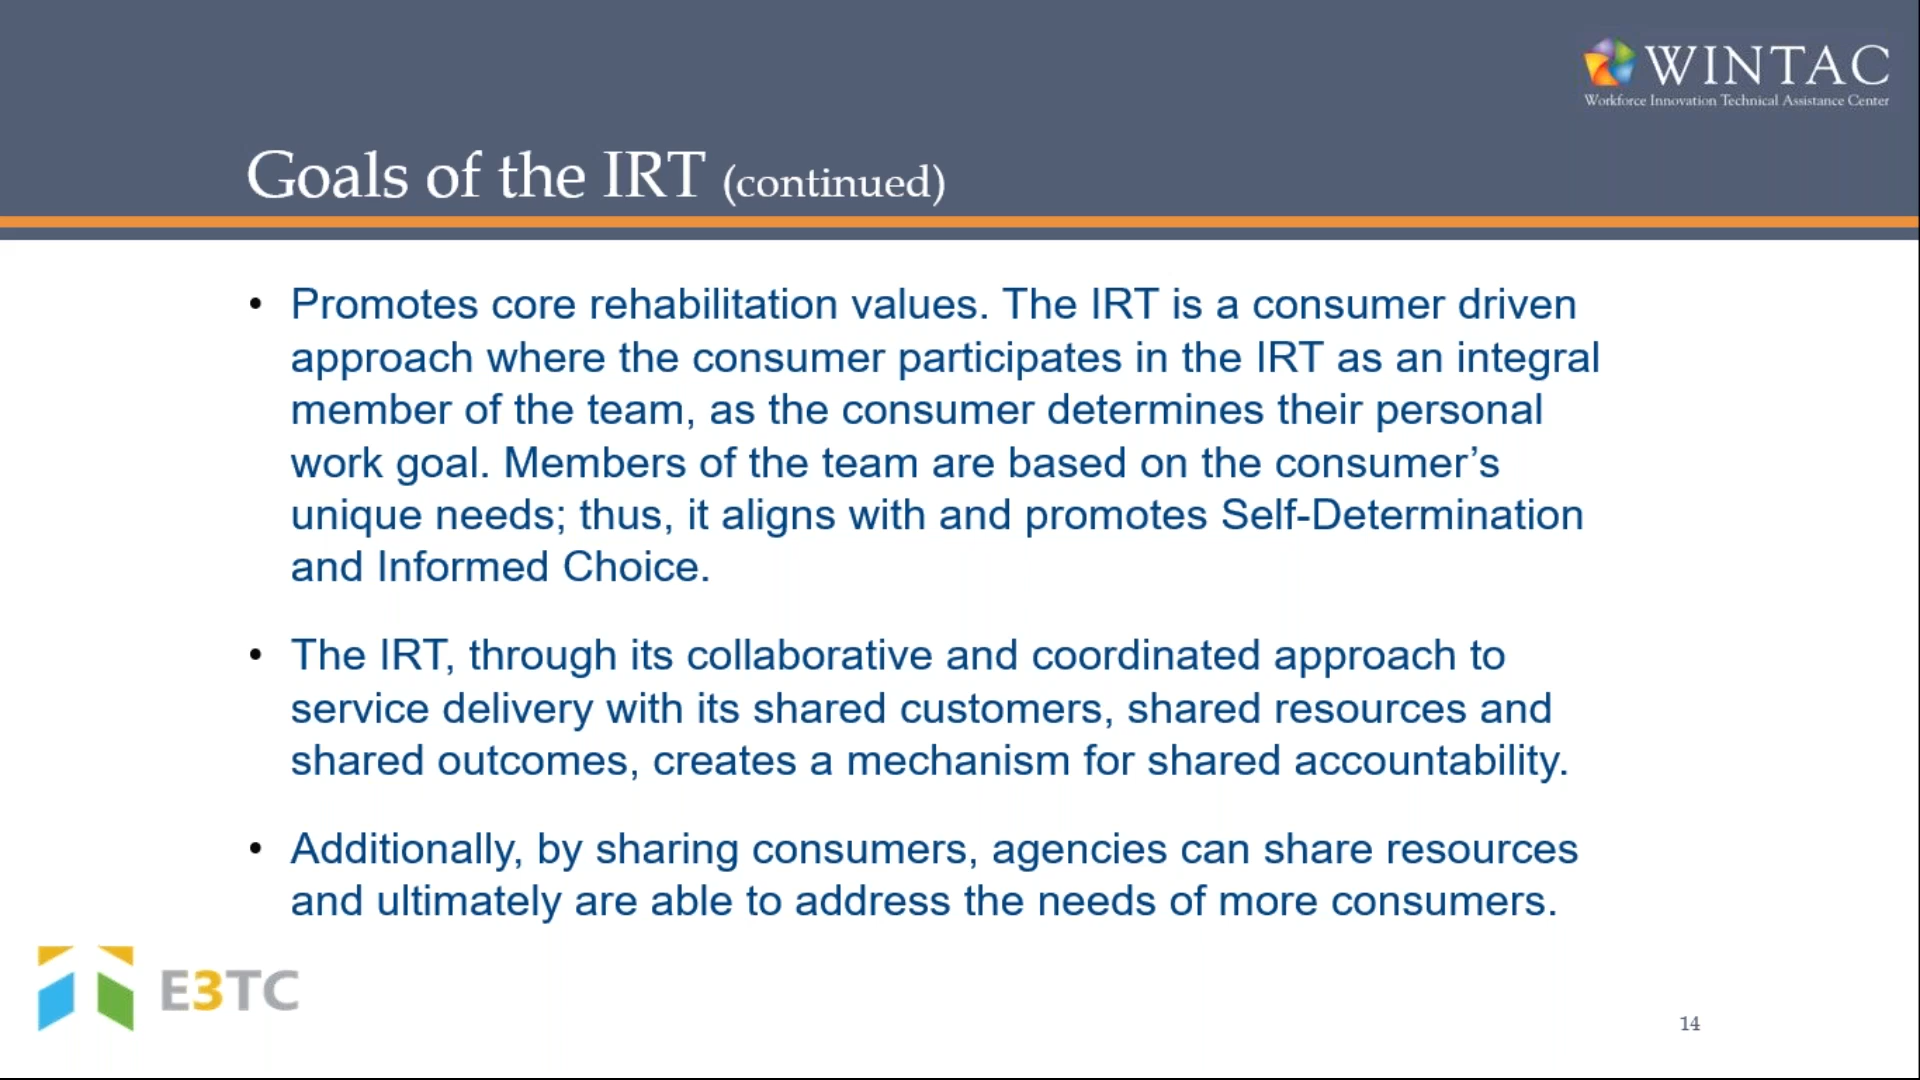 WINTAC
Workforce Innovation Technical Assistance Center
Goals of the IRT (continued)
• Promotes core rehabilitation values. The IRT is a consumer driven
approach where the consumer participates in the IRT as an integral
member of the team, as the consumer determines their personal
work goal. Members of the team are based on the consumer’s
unique needs; thus, it aligns with and promotes Self-Determination
and Informed Choice.
• The IRT, through its collaborative and coordinated approach to
service delivery with its shared customers, shared resources and
shared outcomes, creates a mechanism for shared accountability.
• Additionally, by sharing consumers, agencies can share resources
and ultimately are able to address the needs of more consumers.
E3TC
14